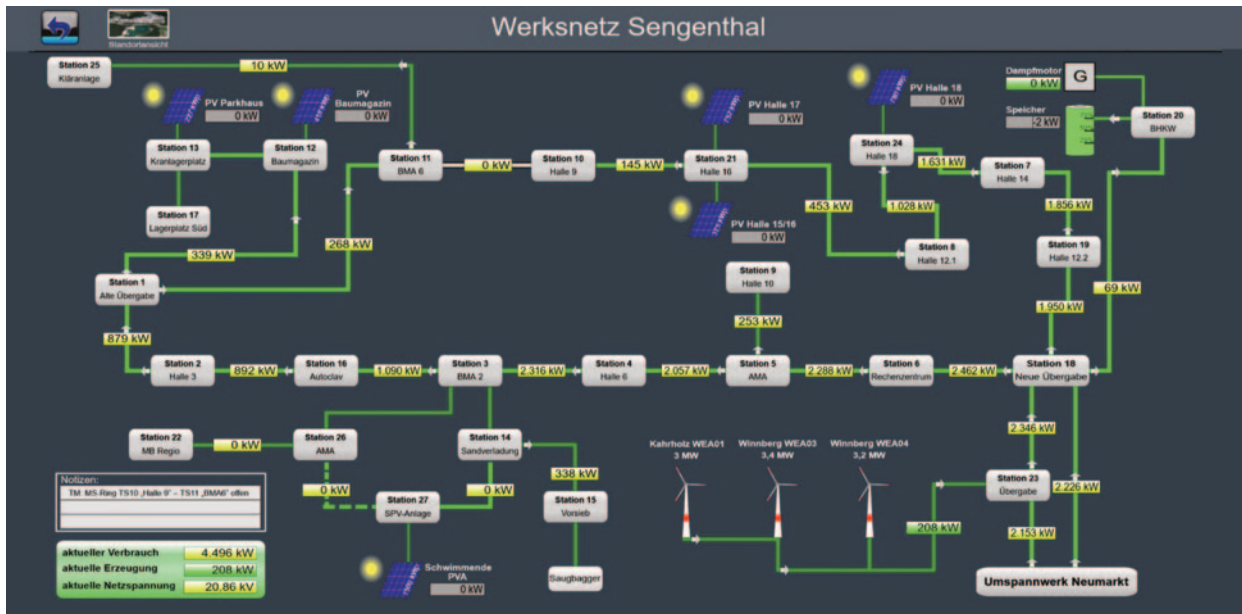 Werksnetz Sengenthal
Standortansicht
Station 25
Kläranlage
10 kW
PV Parkhaus
0 kW
PV
Baumagazin
0 kW
Station 13
Kranlagerplatz
Station 12
Baumagazin
Station 17
Lagerplatz Süd
339 kW
Station 11
BMA 6
0 kW
Station 10
Halle 9
145 kW
268 kW
PV Halle 17
0 kW
Station 21
Halle 16
PV Halle 15/16
0 kW
453 kW
PV Halle 18
0 kW
Station 24
Halle 18
1.631 kW
Station 7
Halle 14
1.028 kW
1.856 kW
Station 8
Halle 12.1
Station 19
Halle 12.2
1.950 kW
Dampfmotor
0 kW
G
Speicher
-2 kW
Station 20
BHKW
69 kW
Station 1
Alte Übergabe
879 kW
Station 9
Halle 10
253 kW
Station 2
Halle 3
892 kW
Station 16
Autoclav
1.090 kW
Station 3
BMA 2
2.316 kW
Station 4
Halle 6
2.057 kW
Station 5
AMA
2.288 kW
Station 6
Rechenzentrum
2.462 kW
Station 18
Neue Übergabe
Station 22
MB Regio
0 kW
Station 26
AMA
Station 14
Sandverladung
0 kW
0 kW
338 kW
Station 27
SPV-Anlage
Station 15
Vorsieb
Saugbagger
Schwimmende
PVA
0 kW
Kahrholz WEA01
3 MW
Winnberg WEA03
3,4 MW
Winnberg WEA04
3,2 MW
208 kW
2.346 kW
Station 23
Übergabe
2.226 kW
2.153 kW
Umspannwerk Neumarkt
Notizen:
TM: MS-Ring TS10 „Halle 9" – TS11 „BMA6" offen
aktueller Verbrauch 4.496 kW
aktuelle Erzeugung 208 kW
aktuelle Netzspannung 20.86 kV